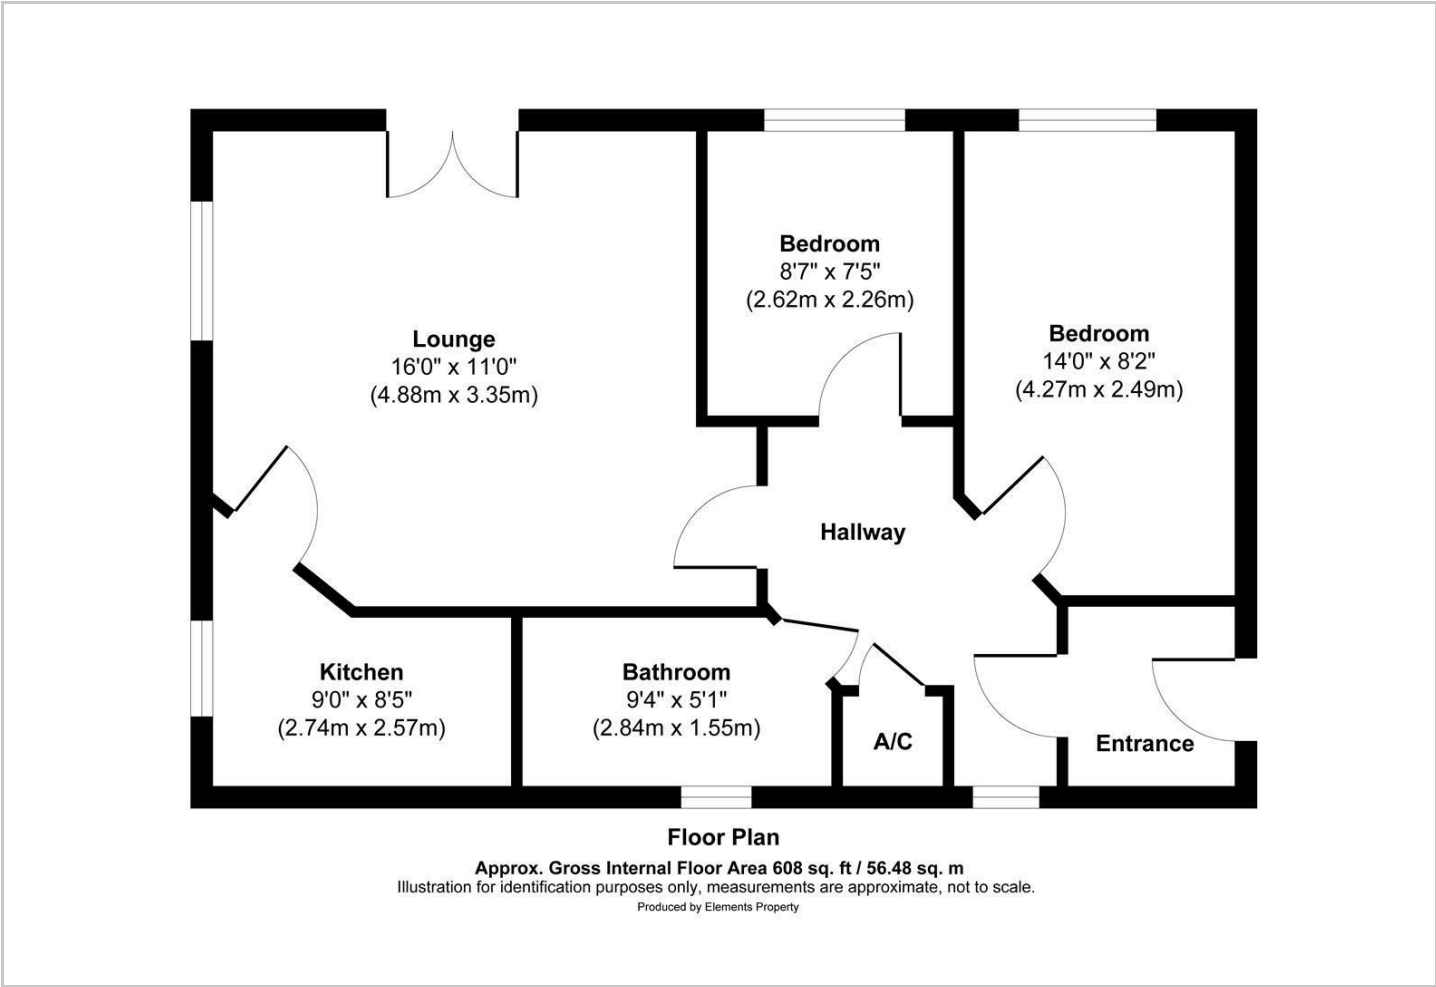 Bedroom
8'7" x 7'5"
(2.62m x 2.26m)
Lounge
16'0" x 11'0"
(4.88m x 3.35m)
Bedroom
14'0" x 8'2"
(4.27m x 2.49m)
Hallway
Kitchen
9'0" x 8'5"
(2.74m x 2.57m)
Bathroom
9'4" x 5'1"
(2.84m x 1.55m)
A/C
Entrance
Floor Plan
Approx. Gross Internal Floor Area 608 sq. ft / 56.48 sq. m
Illustration for identification purposes only, measurements are approximate, not to scale.
Produced by Elements Property